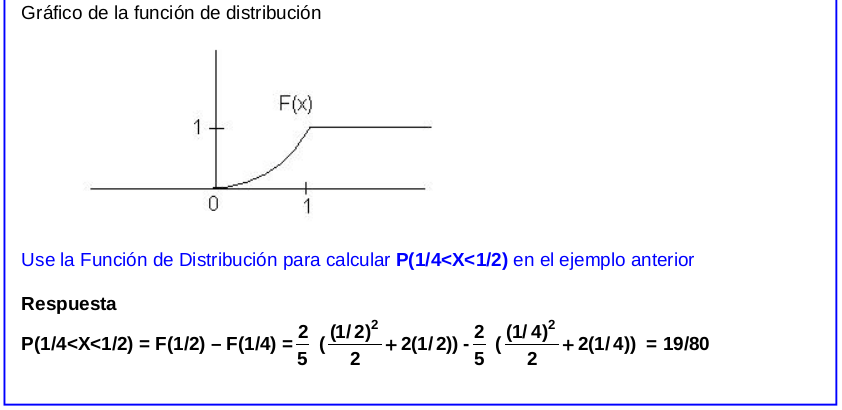 Gráfico de la función de distribución
F(x)
1
0
1
Use la Función de Distribución para calcular P(1/4<X<1/2) en el ejemplo anterior
Respuesta
P(1/4<X<1/2) = F(1/2) – F(1/4) = 2/5 ( (1/2)²/2 + 2(1/2)) - 2/5 ( (1/4)²/2 + 2(1/4)) = 19/80